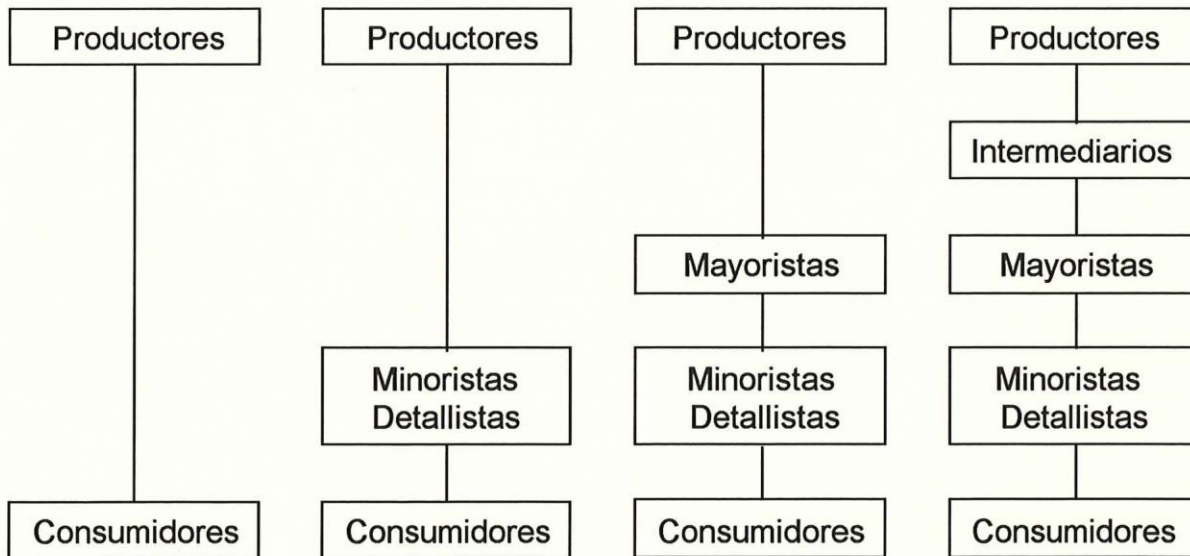 Productores
Productores
Productores
Productores
Intermediarios
Mayoristas
Mayoristas
Minoristas
Detallistas
Minoristas
Detallistas
Minoristas
Detallistas
Consumidores
Consumidores
Consumidores
Consumidores